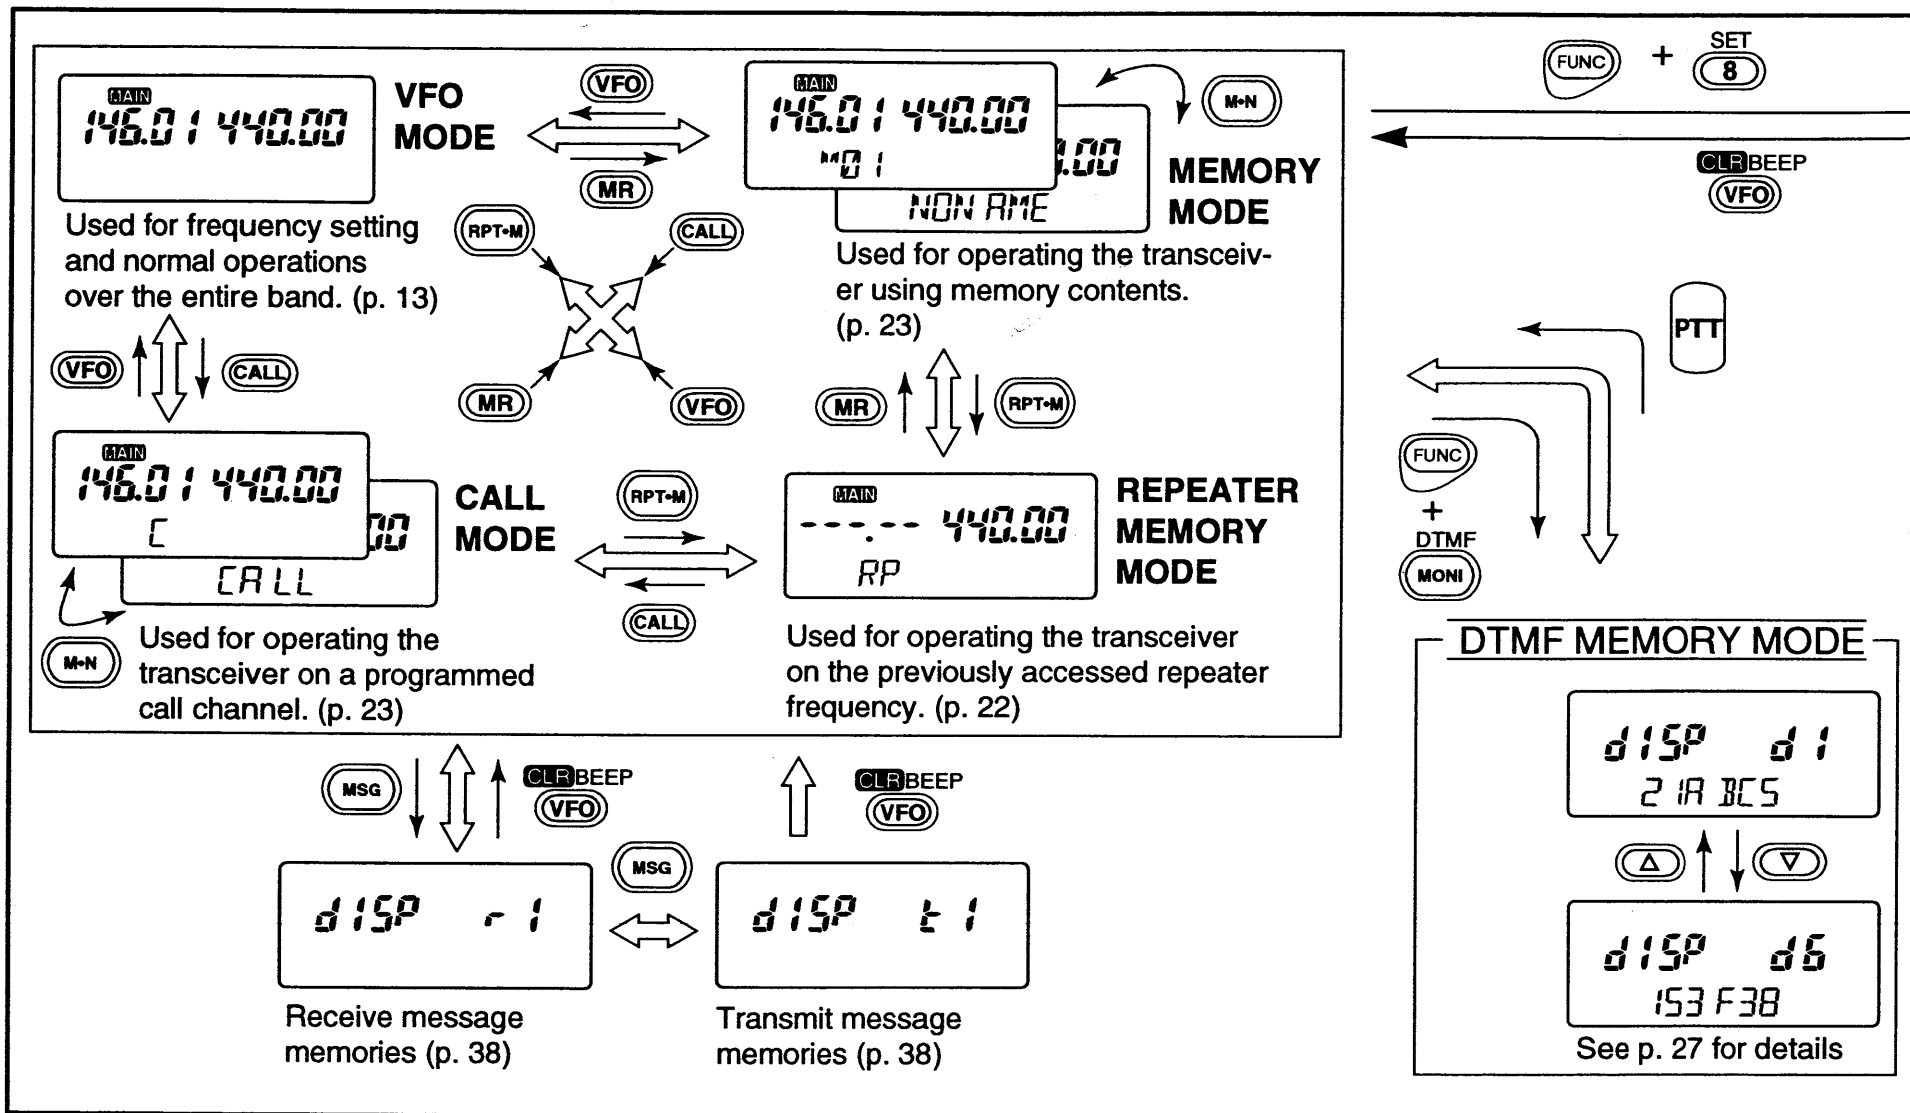 MAIN
146.01 440.00
VFO
MODE
Used for frequency setting
and normal operations
over the entire band. (p. 13)
VFO
MR
MAIN
146.01 440.00
M01
.00
NONAME
M•N
MEMORY
MODE
Used for operating the transceiv-
er using memory contents.
(p. 23)
RPT•M
CALL
MR
VFO
VFO
CALL
MR
RPT•M
MAIN
146.01 440.00
C
00
CALL
M•N
CALL
MODE
Used for operating the
transceiver on a programmed
call channel. (p. 23)
RPT•M
CALL
MAIN
---.-- 440.00
RP
REPEATER
MEMORY
MODE
Used for operating the transceiver
on the previously accessed repeater
frequency. (p. 22)
MSG
CLR BEEP
VFO
CLR BEEP
VFO
MSG
dISP r1
Receive message
memories (p. 38)
dISP t1
Transmit message
memories (p. 38)
FUNC + SET
8
CLR BEEP
VFO
PTT
FUNC
+
DTMF
MONI
DTMF MEMORY MODE
dISP d1
21ABC5
△
▽
dISP d6
153F38
See p. 27 for details